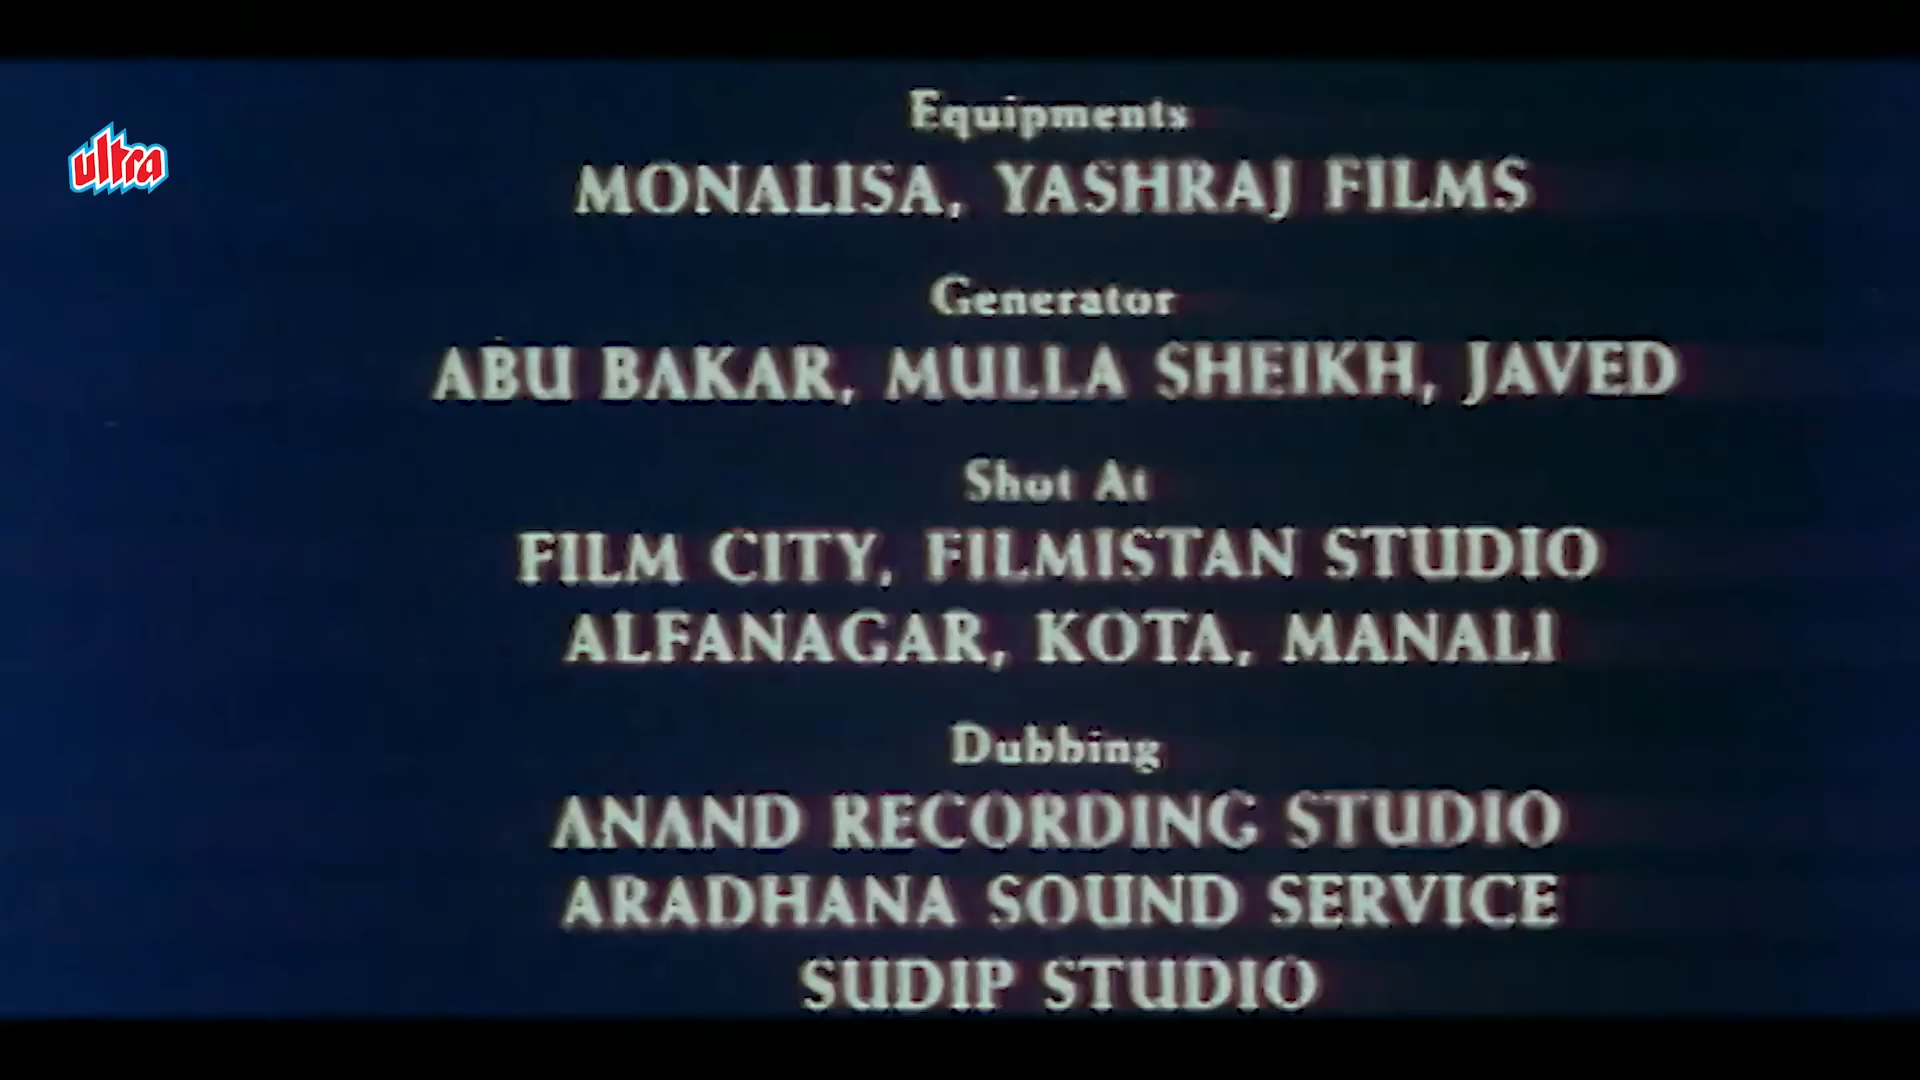 ultra
Equipments
MONALISA, YASHRAJ FILMS
Generator
ABU BAKAR, MULLA SHEIKH, JAVED
Shot At
FILM CITY, FILMISTAN STUDIO
ALFANAGAR, KOTA, MANALI
Dubbing
ANAND RECORDING STUDIO
ARADHANA SOUND SERVICE
SUDIP STUDIO